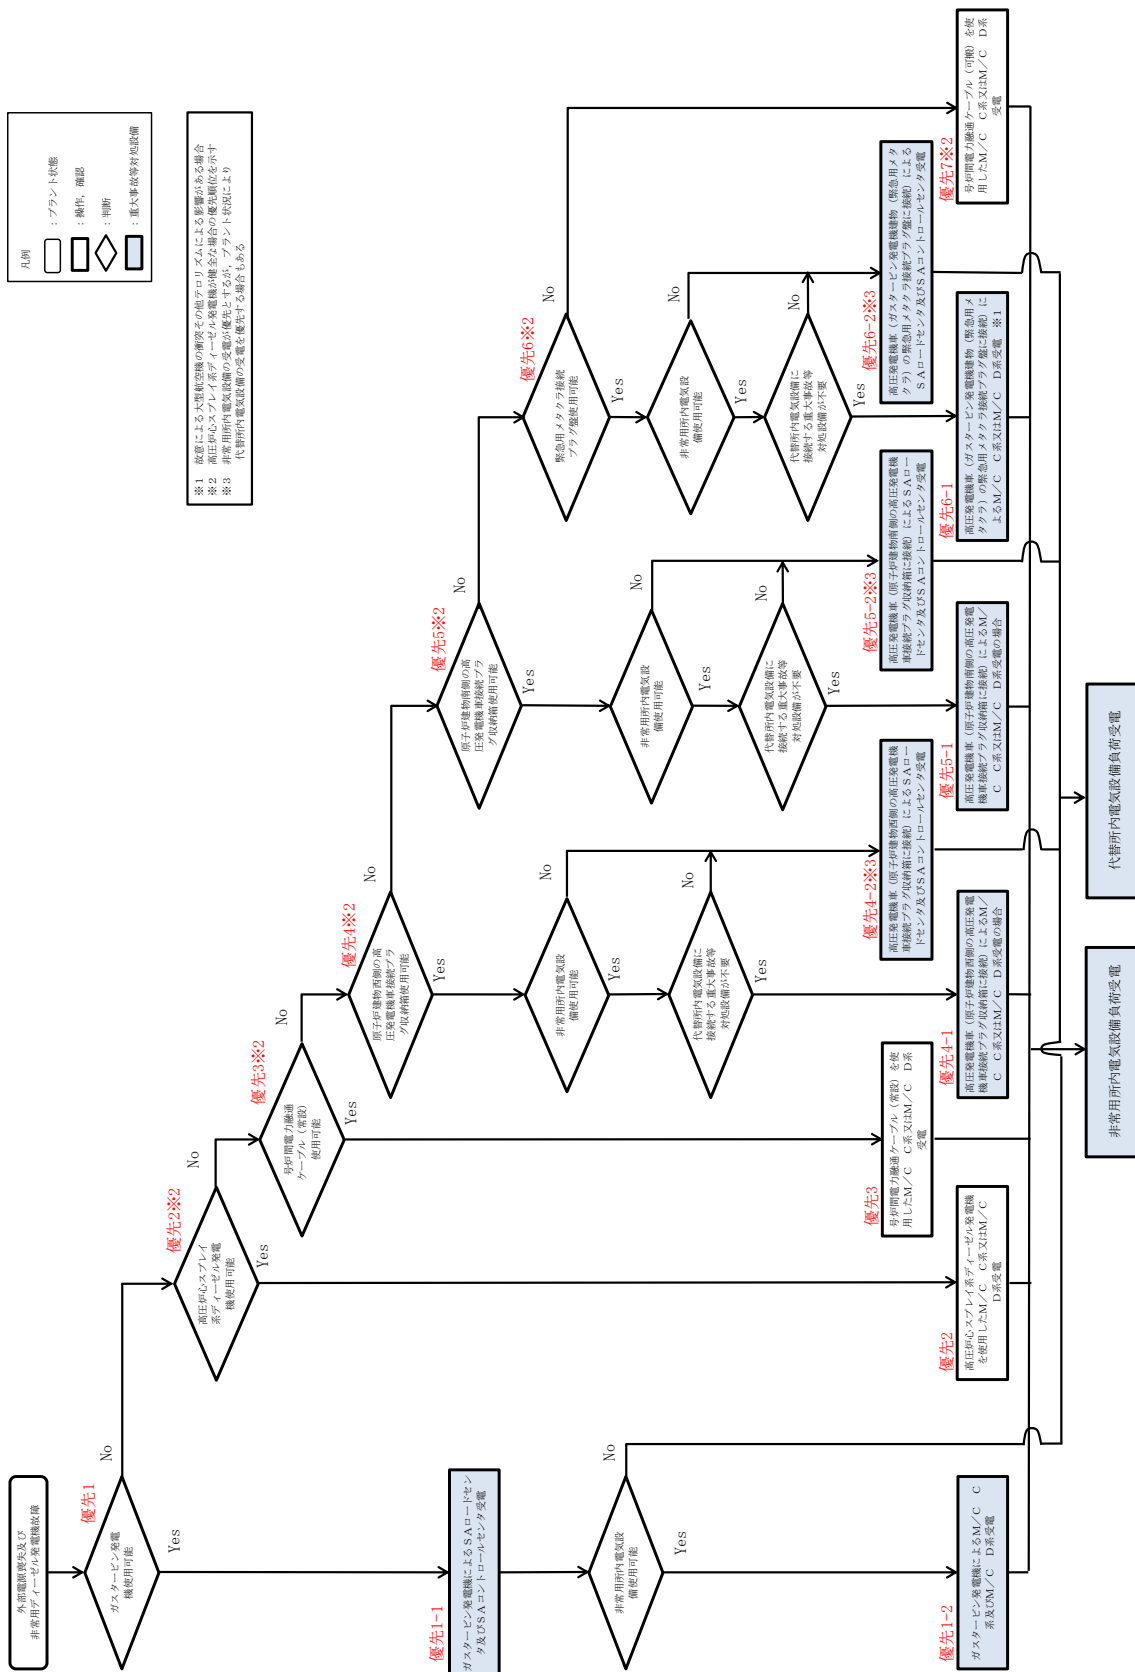 外部電源喪失及び
非常用ディーゼル発電機故障
優先1
ガスタービン発電
機使用可能
No
Yes
優先1-1
ガスタービン発電機によるSAロードセン
タ及びSAコントロールセンタ受電
非常用所内電気設
備使用可能
No
Yes
優先1-2
ガスタービン発電機によるM/C C
系及びM/C D系受電
優先2※2
高圧炉心スプレイ
系ディーゼル発電
機使用可能
No
Yes
優先2
高圧炉心スプレイ系ディーゼル発電機
を使用したM/C C系又はM/C
D系受電
優先3※2
号炉間電力融通
ケーブル(常設)
使用可能
No
Yes
優先3
号炉間電力融通ケーブル(常設)を使
用したM/C C系又はM/C D系
受電
優先4※2
原子炉建物西側の高
圧発電機車接続プラ
グ収納箱使用可能
No
Yes
非常用所内電気設
備使用可能
No
Yes
代替所内電気設備に
接続する重大事故等
対処設備が不要
No
Yes
優先4-2※3
高圧発電機車(原子炉建物西側の高圧発電機
車接続プラグ収納箱に接続)によるSAロー
ドセンタ及びSAコントロールセンタ受電
優先4-1
高圧発電機車(原子炉建物西側の高圧発電
機車接続プラグ収納箱に接続)によるM/
C C系又はM/C D系受電の場合
優先5※2
原子炉建物南側の高
圧発電機車接続プラ
グ収納箱使用可能
No
Yes
非常用所内電気設
備使用可能
No
Yes
代替所内電気設備に
接続する重大事故等
対処設備が不要
No
Yes
優先5-2※3
高圧発電機車(原子炉建物南側の高圧発電機
車接続プラグ収納箱に接続)によるSAロー
ドセンタ及びSAコントロールセンタ受電
優先5-1
高圧発電機車(原子炉建物南側の高圧発電
機車接続プラグ収納箱に接続)によるM/
C C系又はM/C D系受電の場合
優先6※2
緊急用メタクラ接続
プラグ盤使用可能
No
Yes
非常用所内電気設
備使用可能
No
Yes
代替所内電気設備に
接続する重大事故等
対処設備が不要
No
Yes
優先6-2※3
高圧発電機車(ガスタービン発電機建物(緊急用メタ
クラ)の緊急用メタクラ接続プラグ盤に接続)による
SAロードセンタ及びSAコントロールセンタ受電
優先6-1
高圧発電機車(ガスタービン発電機建物(緊急用メ
タクラ)の緊急用メタクラ接続プラグ盤に接続)に
よるM/C C系又はM/C D系受電 ※1
優先7※2
号炉間電力融通ケーブル(可搬)を使
用したM/C C系又はM/C D系
受電
非常用所内電気設備負荷受電
代替所内電気設備負荷受電
凡例
:プラント状態
:操作, 確認
:判断
:重大事故等対処設備
※1 故意による大型航空機の衝突その他テロリズムによる影響がある場合
※2 高圧炉心スプレイ系ディーゼル発電機が健全な場合の優先順位を示す
※3 非常用所内電気設備の受電が優先とするが, プラント状況により
代替所内電気設備の受電を優先する場合もある